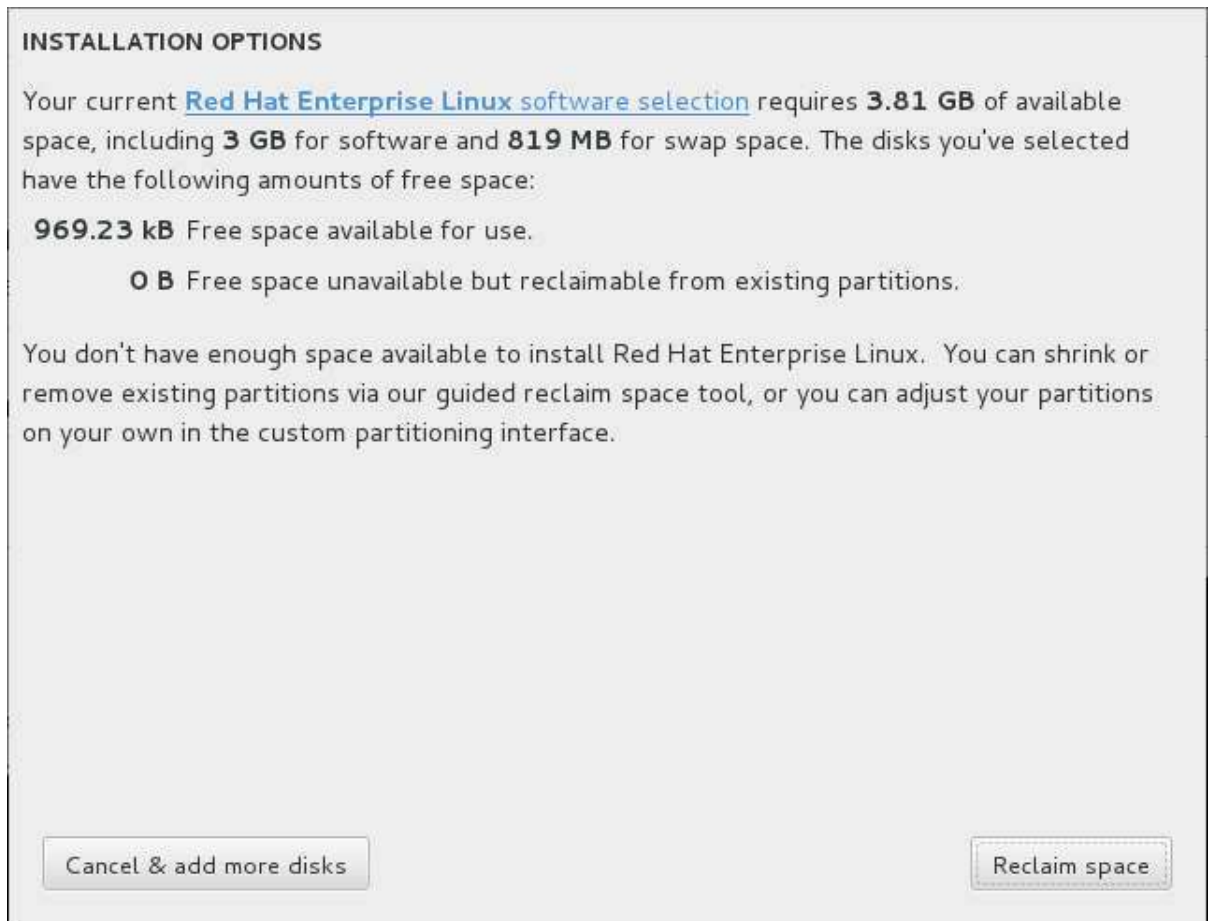 INSTALLATION OPTIONS
Your current Red Hat Enterprise Linux software selection requires 3.81 GB of available
space, including 3 GB for software and 819 MB for swap space. The disks you've selected
have the following amounts of free space:
969.23 kB Free space available for use.
0 B Free space unavailable but reclaimable from existing partitions.
You don't have enough space available to install Red Hat Enterprise Linux.  You can shrink or
remove existing partitions via our guided reclaim space tool, or you can adjust your partitions
on your own in the custom partitioning interface.
Cancel & add more disks
Reclaim space